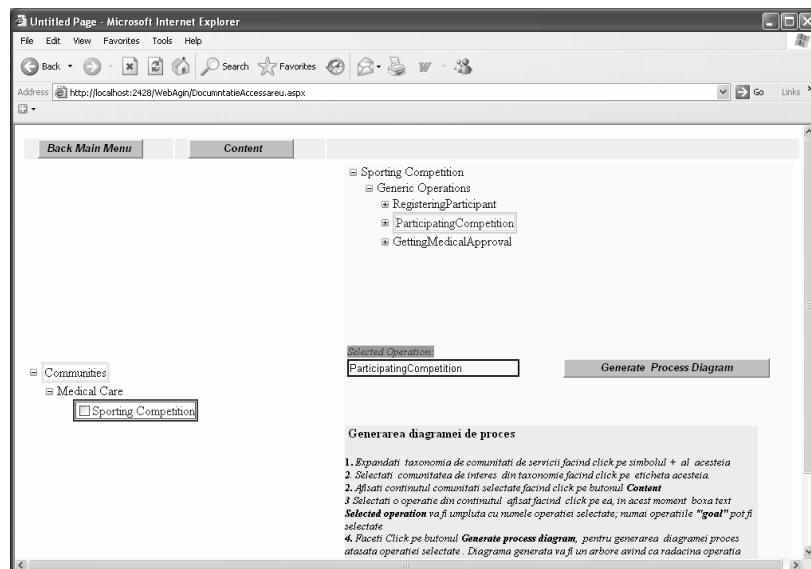 Untitled Page - Microsoft Internet Explorer
File Edit View Favorites Tools Help
Back Search Favorites
Address http://localhost:2428/WebAgin/DocumntatieAccessareu.aspx Go Links
Back Main Menu Content
Sporting Competition
Generic Operations
RegisteringParticipant
ParticipatingCompetition
GettingMedicalApproval
Selected Operation:
ParticipatingCompetition Generate Process Diagram
Communities
Medical Care
Sporting Competition
Generarea diagramei de proces
1. Expandati taxonomia de comunitati de servicii facind click pe simbolul + al acesteia
2. Selectati comunitatea de interes din taxonomie facind click pe eticheta acesteia.
2. Afisati continutul comunitati selectate facind click pe butonul Content
3 Selectati o operatie din continutul afisat facind click pe ea, in acest moment boxa text
Selected operation va fi umpluta cu numele operatiei selectate; numai operatiile "'goal" pot fi
selectate
4. Faceti Click pe butonul Generate process diagram, pentru generarea diagramei proces
atasata operatiei selectate . Diagrama generata va fi un arbore avind ca radacina operatia